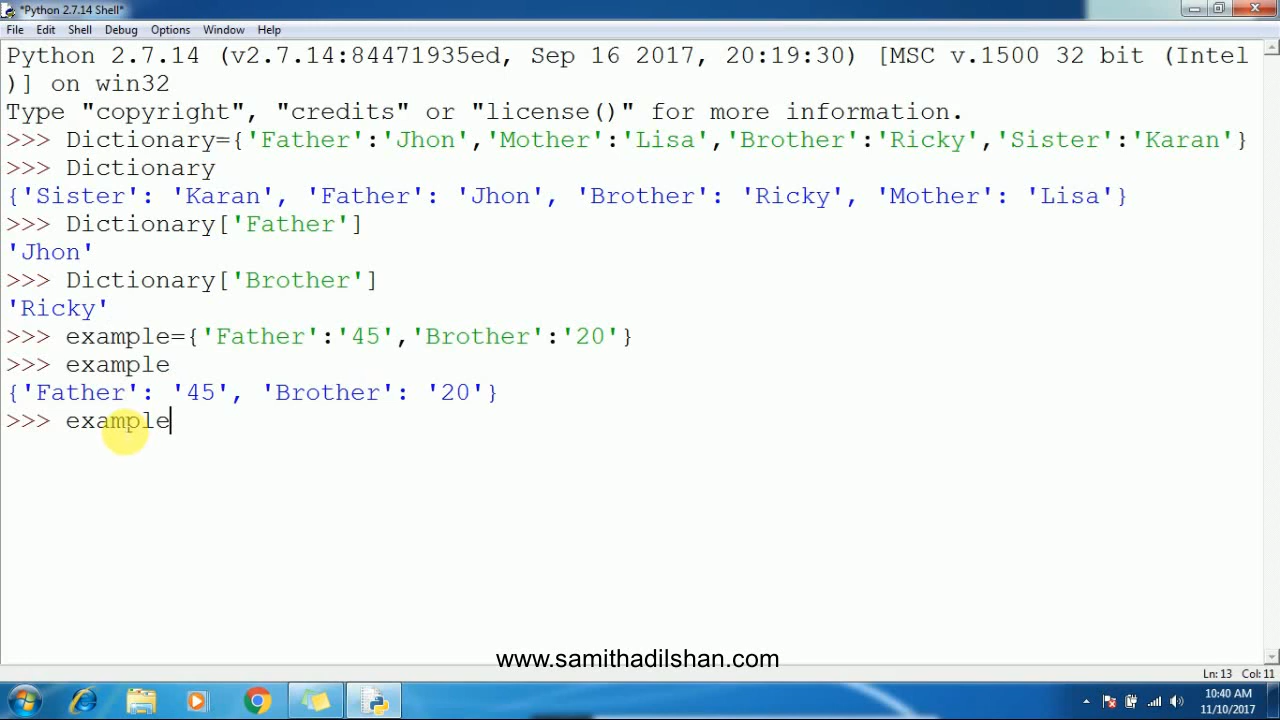 *Python 2.7.14 Shell*
File Edit Shell Debug Options Window Help
Python 2.7.14 (v2.7.14:84471935ed, Sep 16 2017, 20:19:30) [MSC v.1500 32 bit (Intel
)] on win32
Type "copyright", "credits" or "license()" for more information.
>>> Dictionary={'Father':'Jhon','Mother':'Lisa','Brother':'Ricky','Sister':'Karan'}
>>> Dictionary
{'Sister': 'Karan', 'Father': 'Jhon', 'Brother': 'Ricky', 'Mother': 'Lisa'}
>>> Dictionary['Father']
'Jhon'
>>> Dictionary['Brother']
'Ricky'
>>> example={'Father':'45','Brother':'20'}
>>> example
{'Father': '45', 'Brother': '20'}
>>> example
www.samithadilshan.com
Ln: 13 Col: 11
10:40 AM
11/10/2017